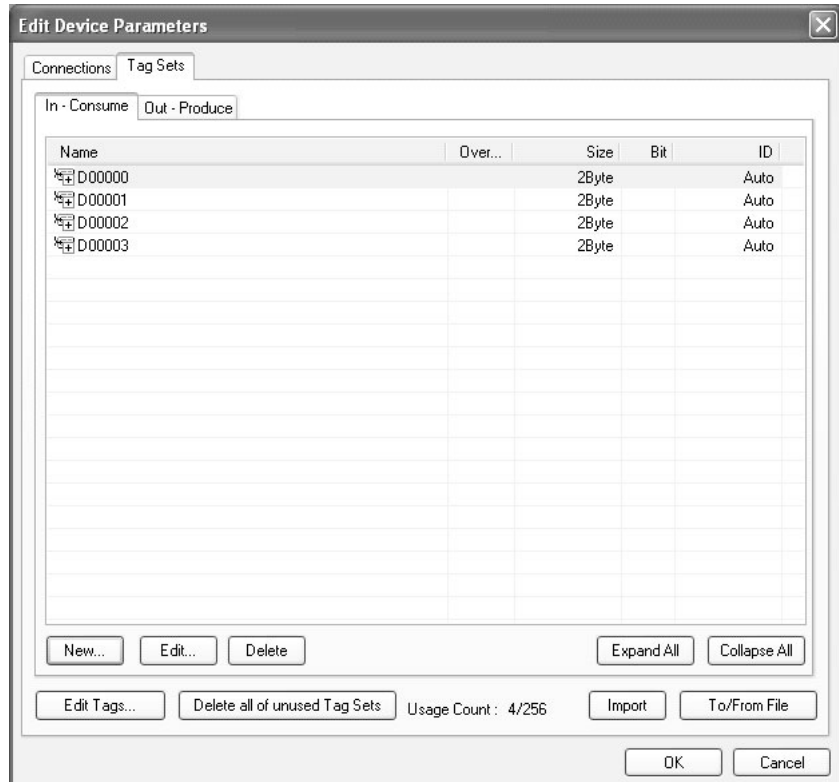 Edit Device Parameters
Connections Tag Sets
In - Consume Out - Produce
Name Over... Size Bit ID
D00000 2Byte Auto
D00001 2Byte Auto
D00002 2Byte Auto
D00003 2Byte Auto
New... Edit... Delete Expand All Collapse All
Edit Tags... Delete all of unused Tag Sets Usage Count : 4/256 Import To/From File
OK Cancel